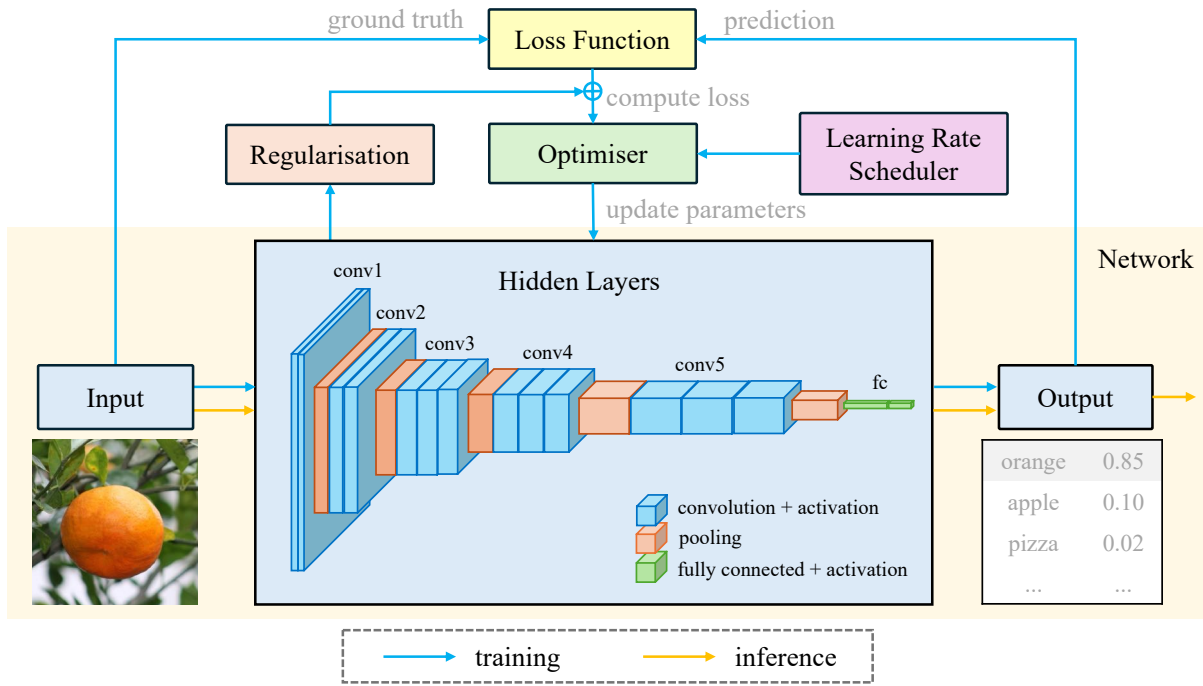 ground truth
Loss Function
prediction
compute loss
Regularisation
Optimiser
Learning Rate
Scheduler
update parameters
Network
Hidden Layers
conv1
conv2
conv3
conv4
conv5
fc
Input
Output
orange 0.85
apple 0.10
pizza 0.02
... ...
convolution + activation
pooling
fully connected + activation
training
inference